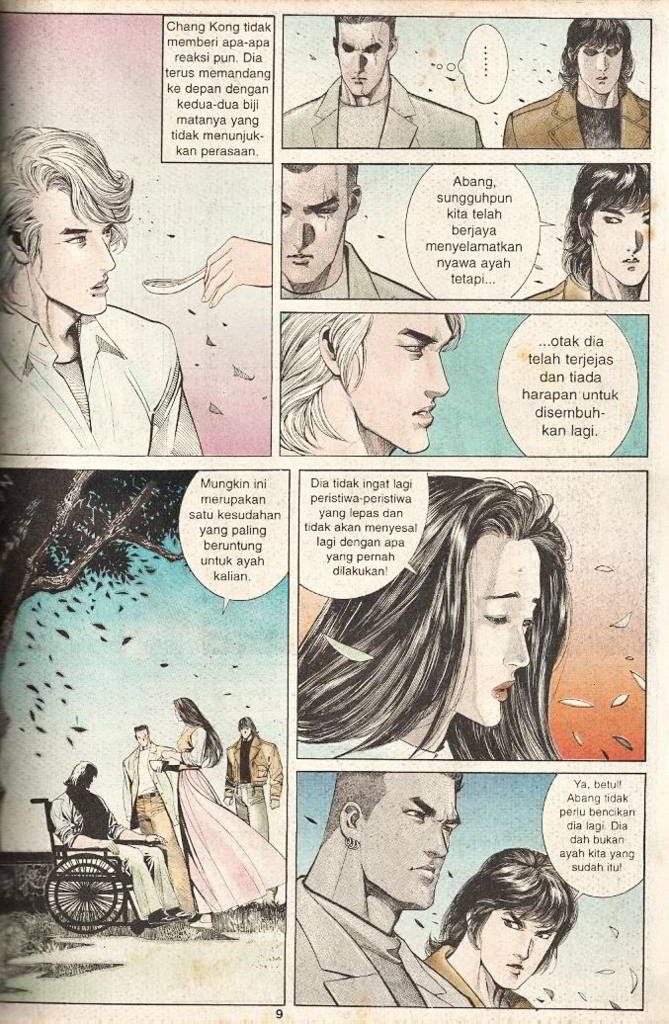 Chang Kong tidak
memberi apa-apa
reaksi pun. Dia
terus memandang
ke depan dengan
kedua-dua biji
matanya yang
tidak menunjuk-
kan perasaan.
......
Abang,
sungguhpun
kita telah
berjaya
menyelamatkan
nyawa ayah
tetapi...
...otak dia
telah terjejas
dan tiada
harapan untuk
disembuh-
kan lagi.
Mungkin ini
merupakan
satu kesudahan
yang paling
beruntung
untuk ayah
kalian.
Dia tidak ingat lagi
peristiwa-peristiwa
yang lepas dan
tidak akan menyesal
lagi dengan apa
yang pernah
dilakukan!
Ya, betul!
Abang tidak
perlu bencikan
dia lagi. Dia
dah bukan
ayah kita yang
sudah itu!
9